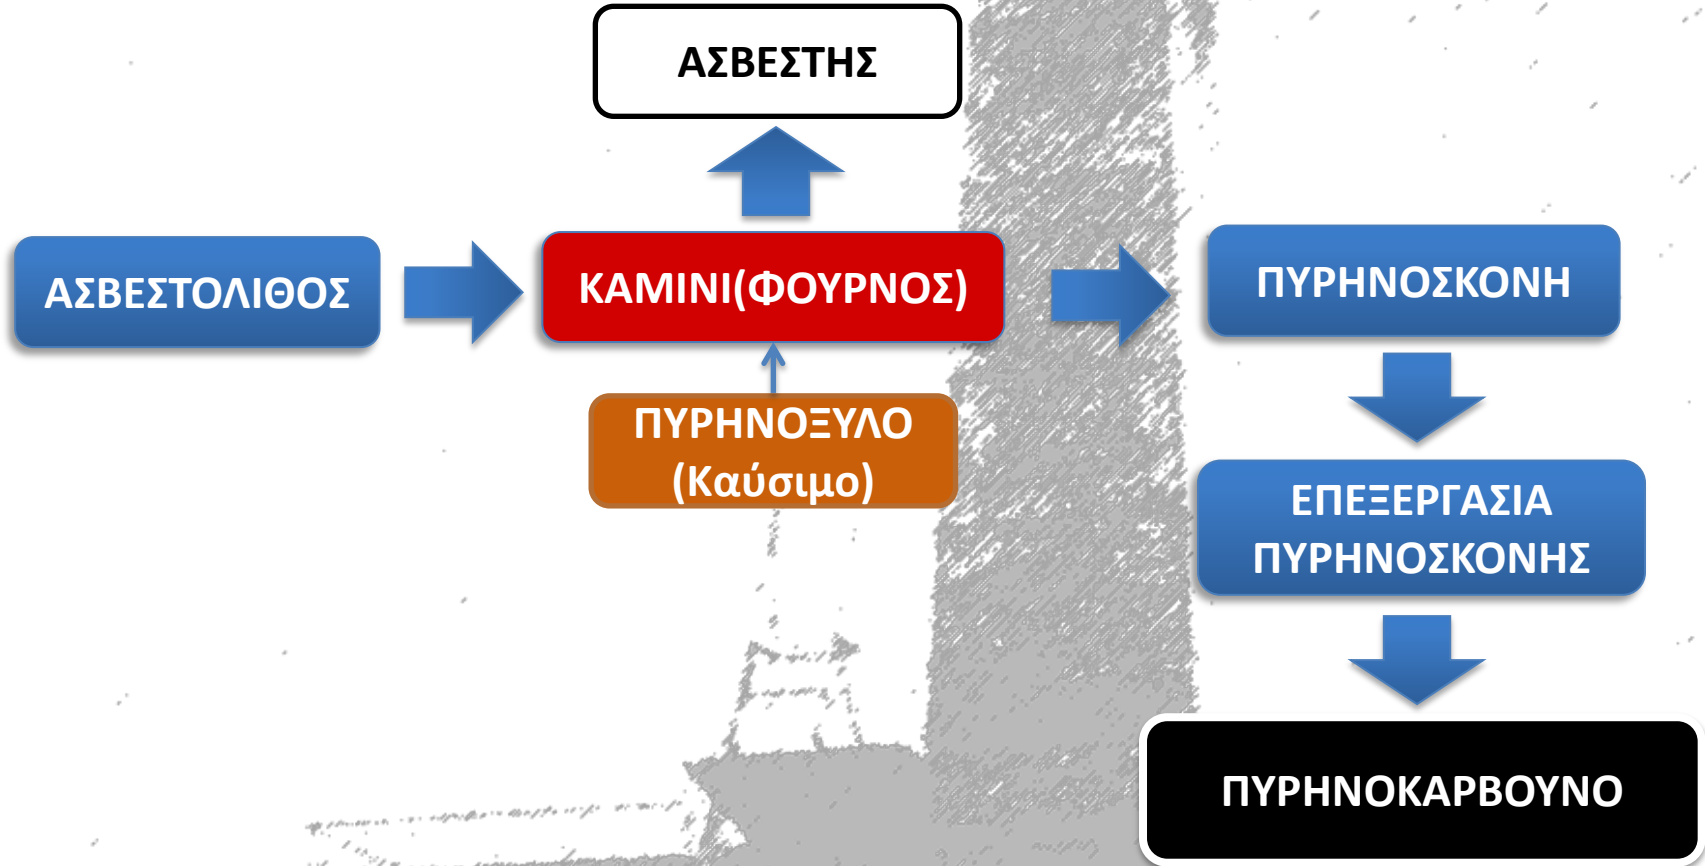 ΑΣΒΕΣΤΗΣ
ΑΣΒΕΣΤΟΛΙΘΟΣ
ΚΑΜΙΝΙ(ΦΟΥΡΝΟΣ)
ΠΥΡΗΝΟΣΚΟΝΗ
ΠΥΡΗΝΟΞΥΛΟ
(Καύσιμο)
ΕΠΕΞΕΡΓΑΣΙΑ
ΠΥΡΗΝΟΣΚΟΝΗΣ
ΠΥΡΗΝΟΚΑΡΒΟΥΝΟ